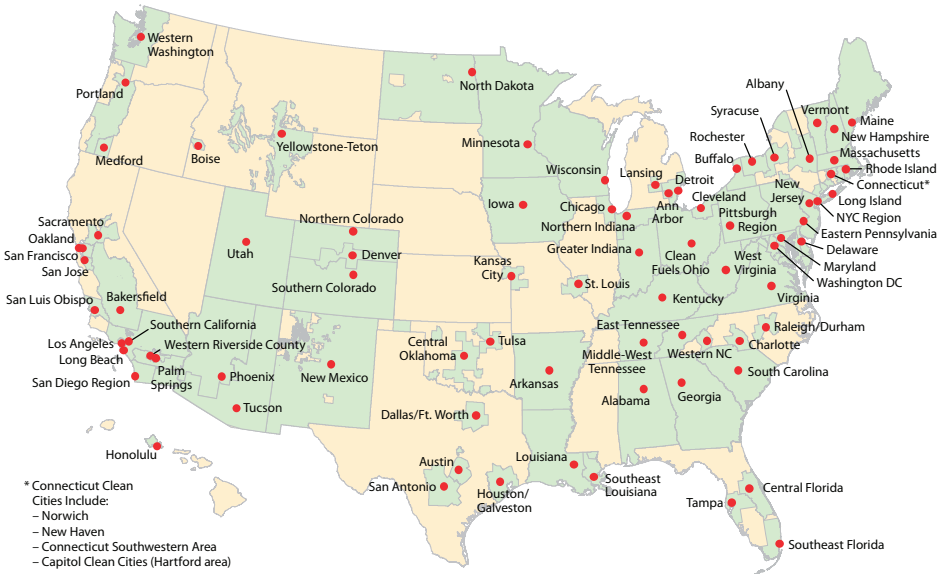 Western
Washington
Portland
Medford
Boise
Yellowstone-Teton
North Dakota
Minnesota
Wisconsin
Iowa
Chicago
Northern Indiana
Greater Indiana
Lansing
Ann
Arbor
Detroit
Cleveland
Clean
Fuels Ohio
Pittsburgh
Region
Buffalo
Rochester
Syracuse
Albany
Vermont
Maine
New Hampshire
Massachusetts
Rhode Island
Connecticut*
Long Island
New
Jersey
NYC Region
Eastern Pennsylvania
Delaware
Maryland
Washington DC
West
Virginia
Virginia
Kentucky
Sacramento
Oakland
San Francisco
San Jose
San Luis Obispo
Bakersfield
Southern California
Los Angeles
Western Riverside County
Long Beach
Palm
Springs
San Diego Region
Utah
Northern Colorado
Denver
Southern Colorado
Phoenix
Tucson
New Mexico
Kansas
City
St. Louis
Central
Oklahoma
Tulsa
Arkansas
East Tennessee
Middle-West
Tennessee
Western NC
Raleigh/Durham
Charlotte
South Carolina
Alabama
Georgia
Dallas/Ft. Worth
Austin
San Antonio
Houston/
Galveston
Louisiana
Southeast
Louisiana
Central Florida
Tampa
Southeast Florida
Honolulu
* Connecticut Clean
Cities Include:
– Norwich
– New Haven
– Connecticut Southwestern Area
– Capitol Clean Cities (Hartford area)